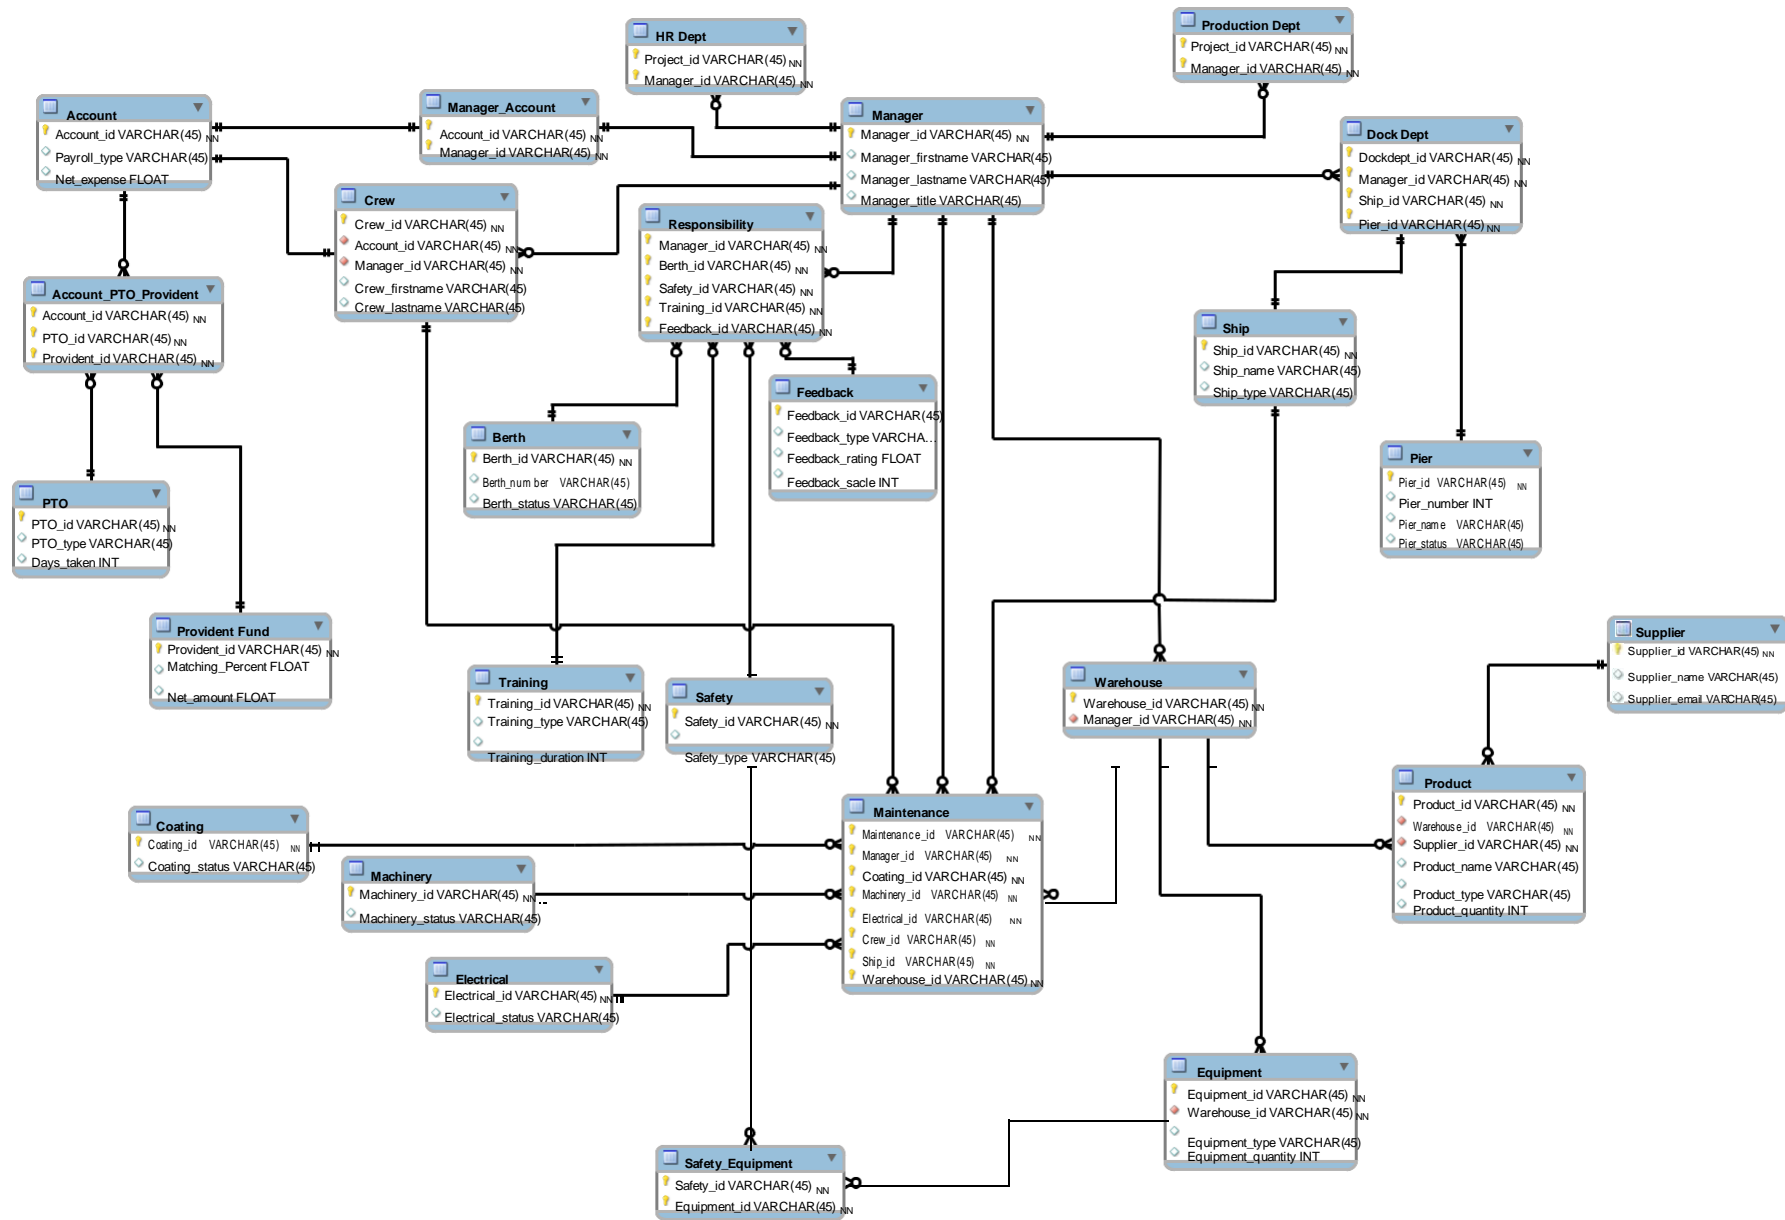 HR Dept
Project_id VARCHAR(45) NN
Manager_id VARCHAR(45) NN
Production Dept
Project_id VARCHAR(45) NN
Manager_id VARCHAR(45) NN
Account
Account_id VARCHAR(45) NN
Payroll_type VARCHAR(45)
Net_expense FLOAT
Manager_Account
Account_id VARCHAR(45) NN
Manager_id VARCHAR(45) NN
Manager
Manager_id VARCHAR(45) NN
Manager_firstname VARCHAR(45)
Manager_lastname VARCHAR(45)
Manager_title VARCHAR(45)
Dock Dept
Dockdept_id VARCHAR(45) NN
Manager_id VARCHAR(45) NN
Ship_id VARCHAR(45) NN
Pier_id VARCHAR(45) NN
Crew
Crew_id VARCHAR(45) NN
Account_id VARCHAR(45) NN
Manager_id VARCHAR(45) NN
Crew_firstname VARCHAR(45)
Crew_lastname VARCHAR(45)
Responsibility
Manager_id VARCHAR(45) NN
Berth_id VARCHAR(45) NN
Safety_id VARCHAR(45) NN
Training_id VARCHAR(45) NN
Feedback_id VARCHAR(45) NN
Account_PTO_Provident
Account_id VARCHAR(45) NN
PTO_id VARCHAR(45) NN
Provident_id VARCHAR(45) NN
Ship
Ship_id VARCHAR(45) NN
Ship_name VARCHAR(45)
Ship_type VARCHAR(45)
Feedback
Feedback_id VARCHAR(45)
Feedback_type VARCHA...
Feedback_rating FLOAT
Feedback_sacle INT
Berth
Berth_id VARCHAR(45) NN
Berth_num ber VARCHAR(45)
Berth_status VARCHAR(45)
Pier
Pier_id VARCHAR(45) NN
Pier_number INT
Pier_name VARCHAR(45)
Pier_status VARCHAR(45)
PTO
PTO_id VARCHAR(45) NN
PTO_type VARCHAR(45)
Days_taken INT
Provident Fund
Provident_id VARCHAR(45) NN
Matching_Percent FLOAT
Net_amount FLOAT
Supplier
Supplier_id VARCHAR(45) NN
Supplier_name VARCHAR(45)
Supplier_email VARCHAR(45)
Training
Training_id VARCHAR(45) NN
Training_type VARCHAR(45)
Training_duration INT
Safety
Safety_id VARCHAR(45) NN
Safety_type VARCHAR(45)
Warehouse
Warehouse_id VARCHAR(45) NN
Manager_id VARCHAR(45) NN
Product
Product_id VARCHAR(45) NN
Warehouse_id VARCHAR(45) NN
Supplier_id VARCHAR(45) NN
Product_name VARCHAR(45)
Product_type VARCHAR(45)
Product_quantity INT
Coating
Coating_id VARCHAR(45) NN
Coating_status VARCHAR(45)
Maintenance
Maintenance_id VARCHAR(45) NN
Manager_id VARCHAR(45) NN
Coating_id VARCHAR(45) NN
Machinery_id VARCHAR(45) NN
Electrical_id VARCHAR(45) NN
Crew_id VARCHAR(45) NN
Ship_id VARCHAR(45) NN
Warehouse_id VARCHAR(45) NN
Machinery
Machinery_id VARCHAR(45) NN
Machinery_status VARCHAR(45)
Electrical
Electrical_id VARCHAR(45) NN
Electrical_status VARCHAR(45)
Equipment
Equipment_id VARCHAR(45) NN
Warehouse_id VARCHAR(45) NN
Equipment_type VARCHAR(45)
Equipment_quantity INT
Safety_Equipment
Safety_id VARCHAR(45) NN
Equipment_id VARCHAR(45) NN